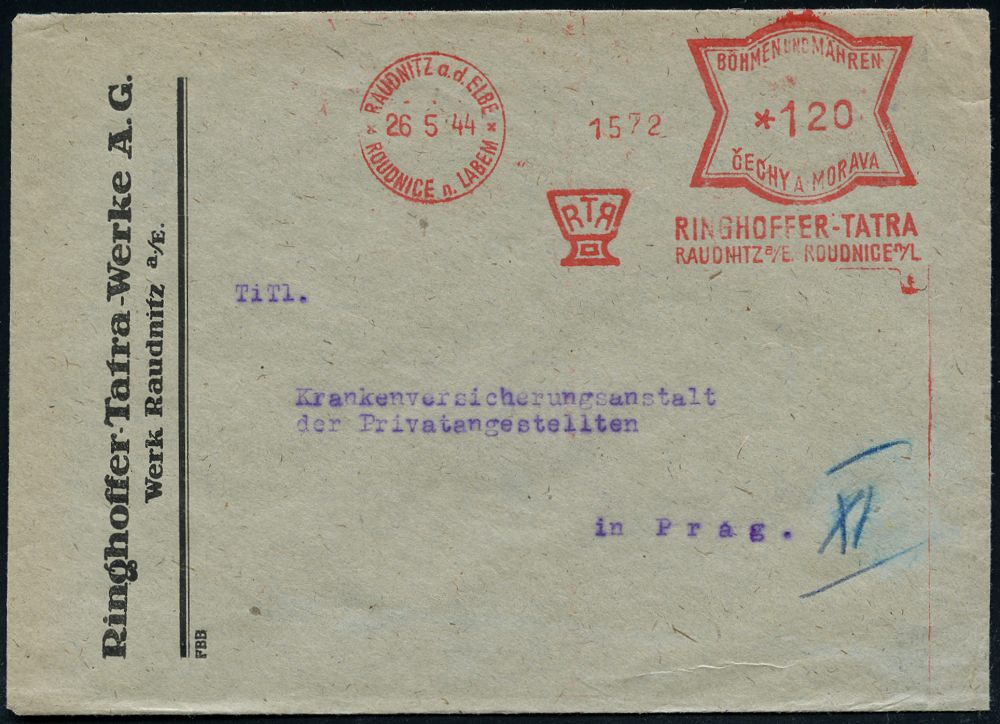 Ringhoffer-Tatra-Werke A. G.
Werk Raudnitz a/E.
FBB
RAUDNITZ a.d. ELBE
26 5 44
ROUDNICE n. LABEM
1572
BÖHMEN UND MÄHREN
*120
ČECHY A MORAVA
RTR
RINGHOFFER-TATRA
RAUDNITZ a/E. ROUDNICE n/L
TiTl.
Krankenversicherungsanstalt
der Privatangestellten
in Prag.
XI